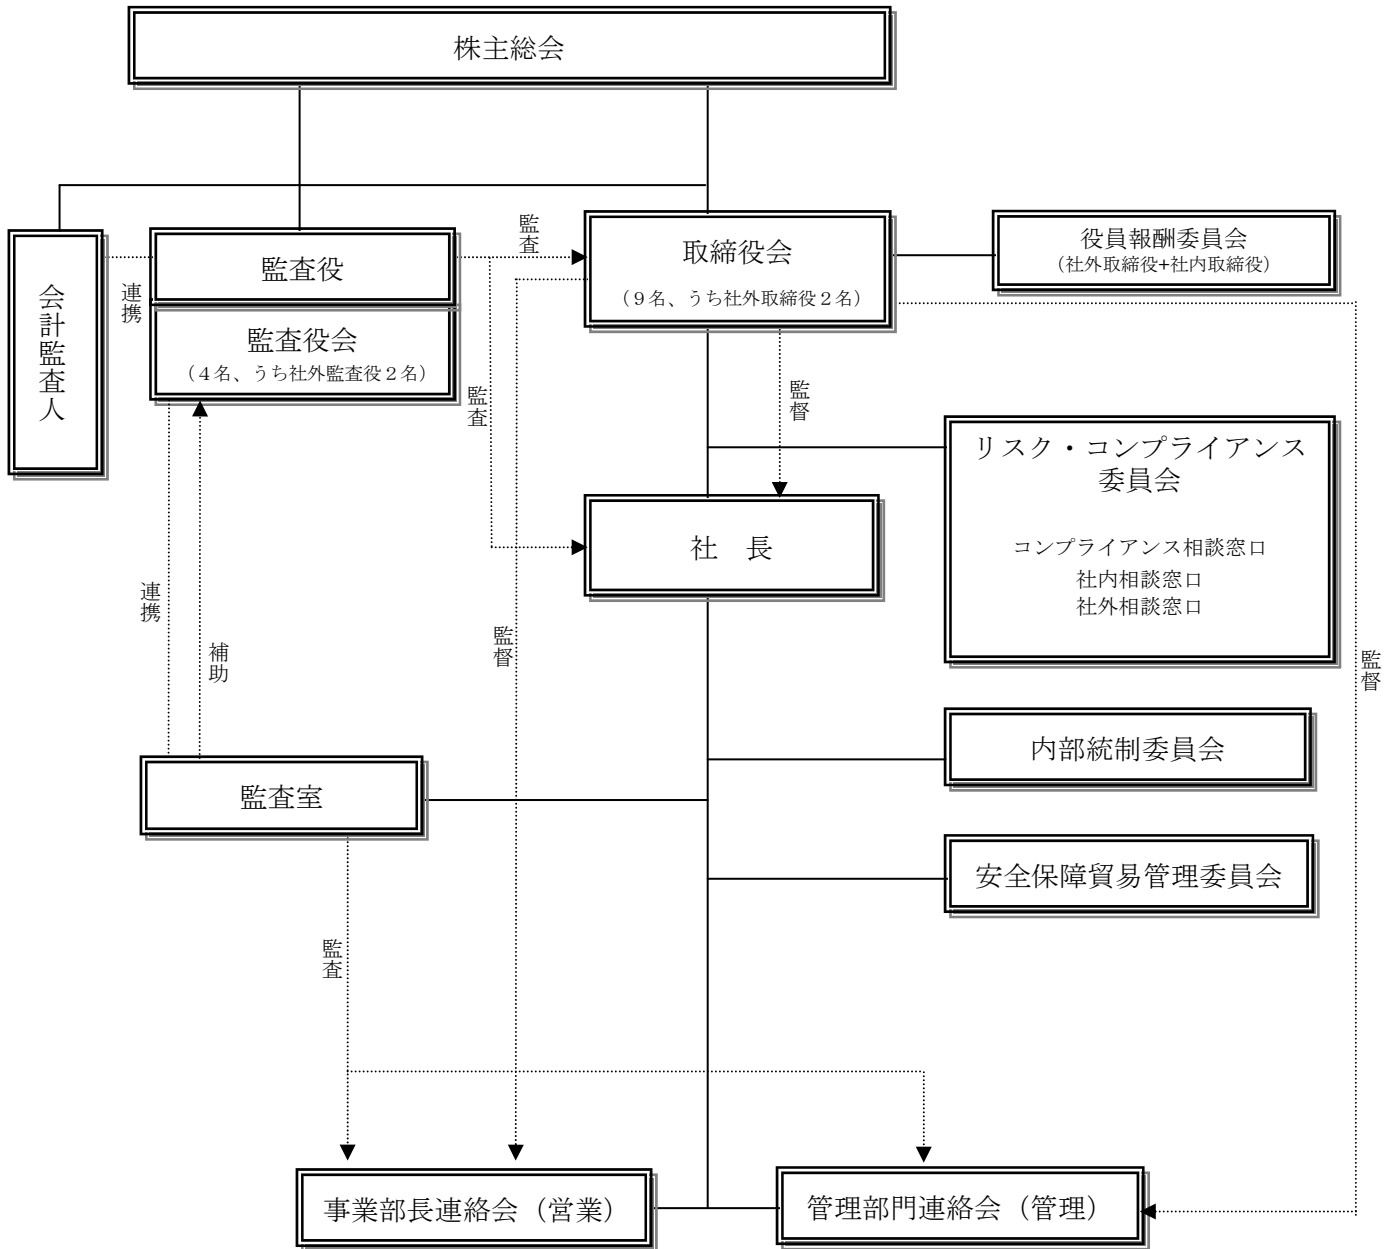 株主総会
監査
会計監査人
連携
監査役
監査役会
（４名、うち社外監査役２名）
取締役会
（９名、うち社外取締役２名）
役員報酬委員会
（社外取締役+社内取締役）
監査
監督
リスク・コンプライアンス
委員会
コンプライアンス相談窓口
社内相談窓口
社外相談窓口
社　長
連携
補助
監督
監督
内部統制委員会
監査室
安全保障貿易管理委員会
監査
事業部長連絡会（営業）
管理部門連絡会（管理）